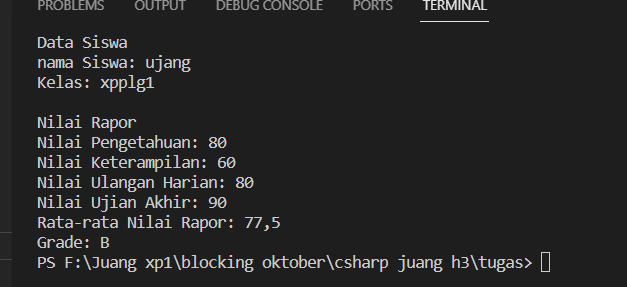 PROBLEMS OUTPUT DEBUG CONSOLE PORTS TERMINAL
Data Siswa
nama Siswa: ujang
Kelas: xpplg1
Nilai Rapor
Nilai Pengetahuan: 80
Nilai Keterampilan: 60
Nilai Ulangan Harian: 80
Nilai Ujian Akhir: 90
Rata-rata Nilai Rapor: 77,5
Grade: B
PS F:\Juang xp1\blocking oktober\csharp juang h3\tugas>